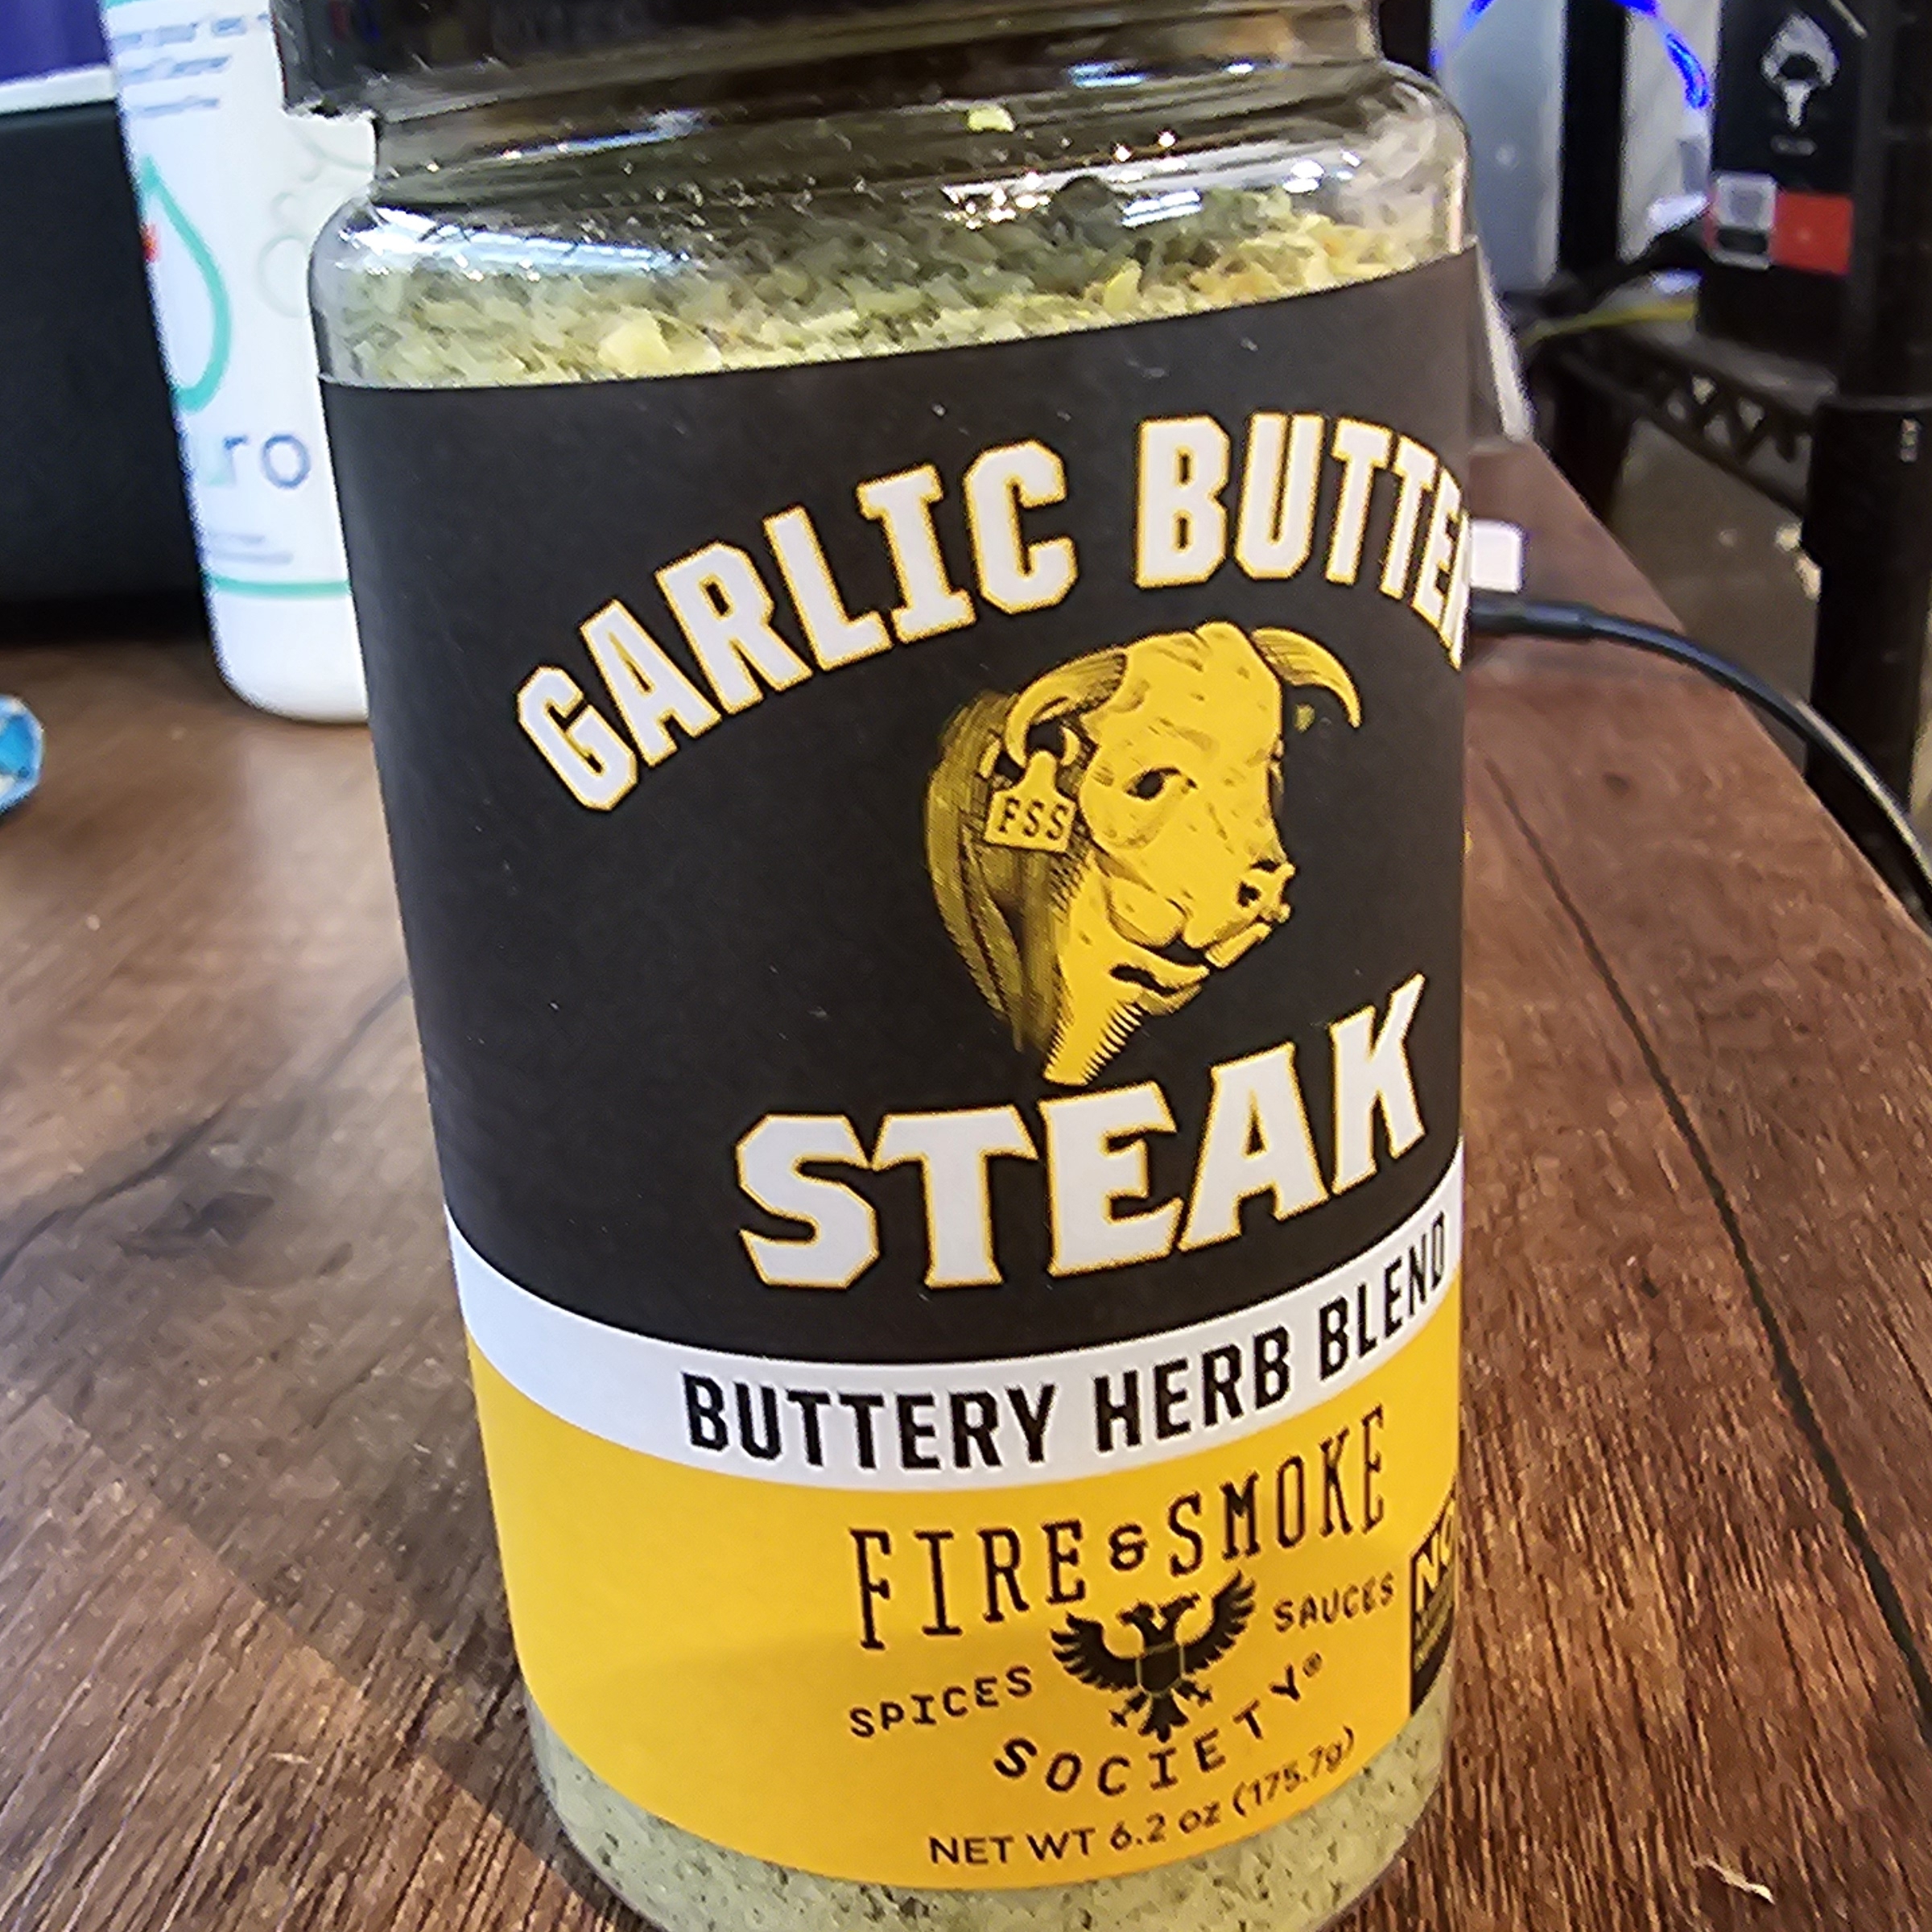 GARLIC BUTTER
FSS
STEAK
BUTTERY HERB BLEND
FIRE & SMOKE
SPICES SAUCES
SOCIETY®
NET WT 6.2 oz (175.7g)